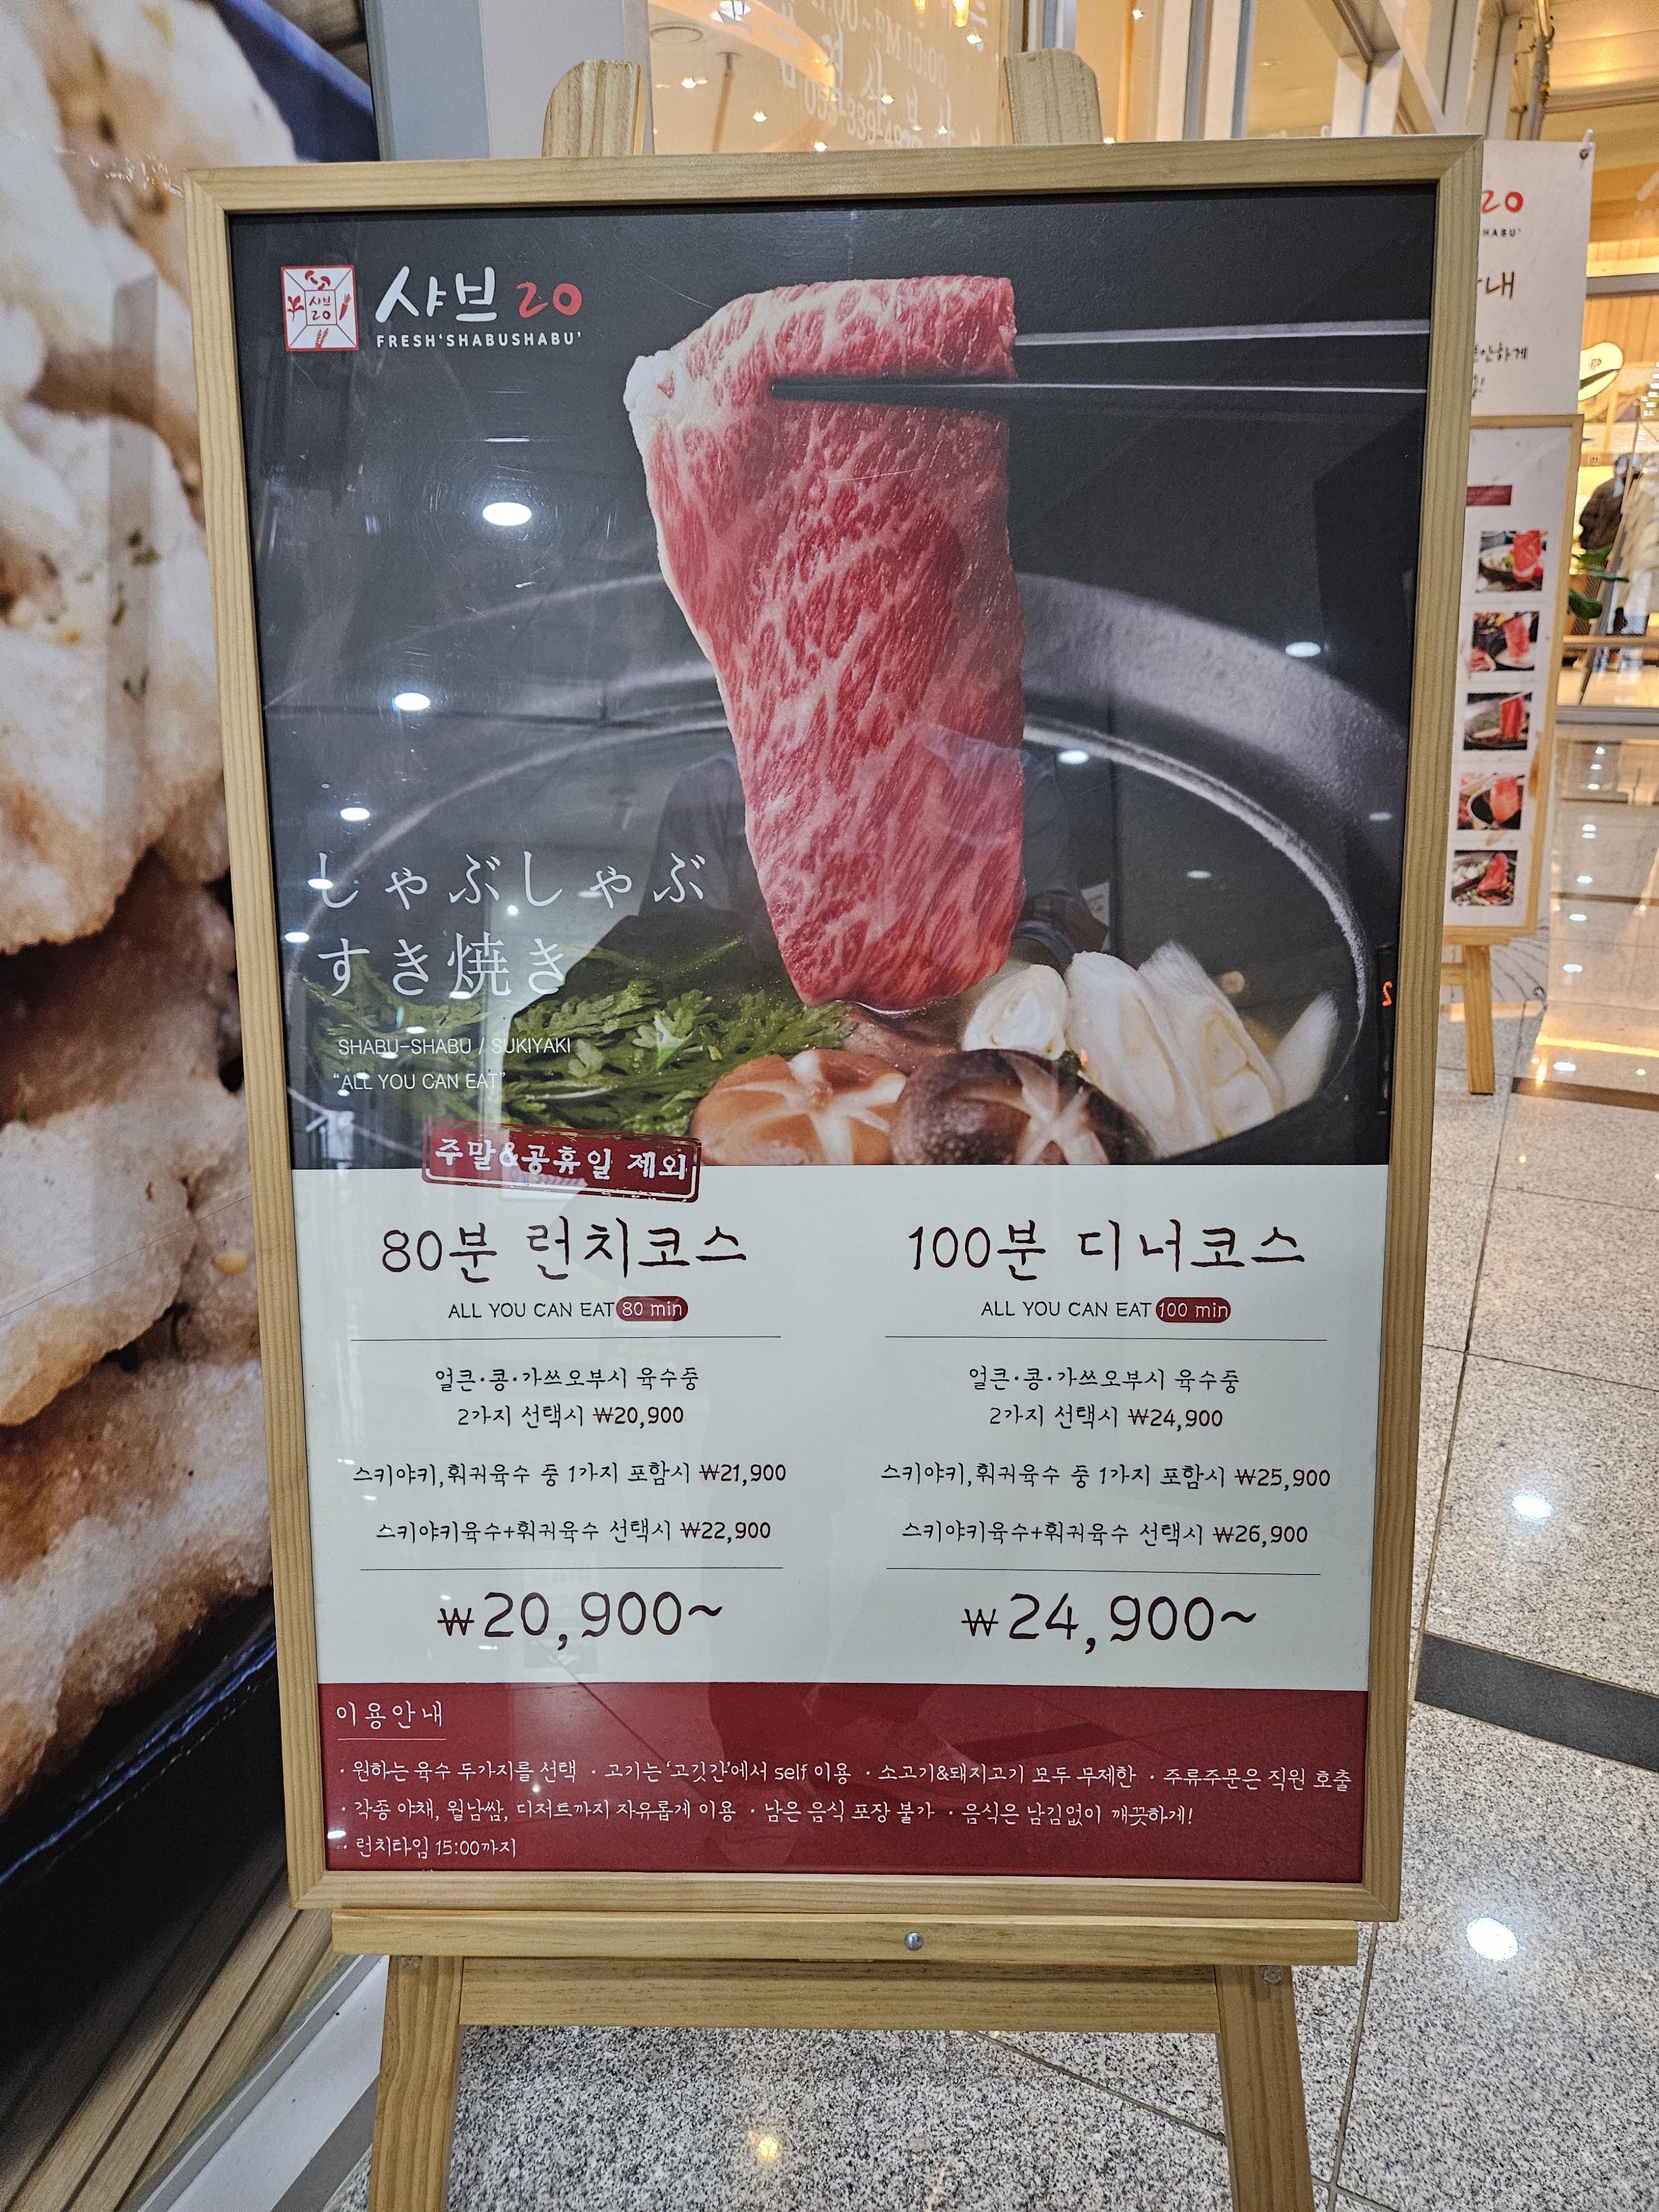 샤브20
샤브 20
FRESH'SHABUSHABU'
しゃぶしゃぶ
すき焼き
SHABU-SHABU / SUKIYAKI
"ALL YOU CAN EAT"
주말&공휴일 제외
80분 런치코스
ALL YOU CAN EAT 80 min
얼큰·콩·가쓰오부시 육수중
2가지 선택시 ₩20,900
스키야키,훠궈육수 중 1가지 포함시 ₩21,900
스키야키육수+훠궈육수 선택시 ₩22,900
₩20,900~
100분 디너코스
ALL YOU CAN EAT 100 min
얼큰·콩·가쓰오부시 육수중
2가지 선택시 ₩24,900
스키야키,훠궈육수 중 1가지 포함시 ₩25,900
스키야키육수+훠궈육수 선택시 ₩26,900
₩24,900~
이용안내
· 원하는 육수 두가지를 선택 · 고기는 '고깃간'에서 self 이용 · 소고기&돼지고기 모두 무제한 · 주류주문은 직원 호출
· 각종 야채, 월남쌈, 디저트까지 자유롭게 이용 · 남은 음식 포장 불가 · 음식은 남김없이 깨끗하게!
· 런치타임 15:00까지
20